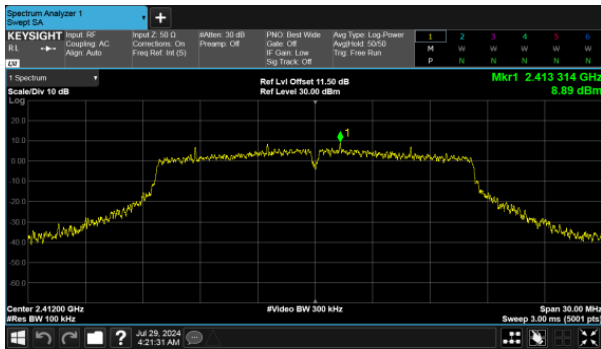 Spectrum Analyzer 1
Swept SA
KEYSIGHT
RL
Input: RF
Coupling: AC
Align: Auto
Input Z: 50 Ω
Corrections: On
Freq Ref: Int (S)
#Atten: 30 dB
Preamp: Off
PNO: Best Wide
Gate: Off
IF Gain: Low
Sig Track: Off
Avg Type: Log-Power
Avg|Hold: 50/50
Trig: Free Run
1 2 3 4 5 6
M W W W W W
P N N N N N
1 Spectrum
Scale/Div 10 dB
Ref Lvl Offset 11.50 dB
Ref Level 30.00 dBm
Mkr1 2.413 314 GHz
8.89 dBm
Log
20.0
10.0
0.00
-10.0
-20.0
-30.0
-40.0
-50.0
-60.0
1
Center 2.41200 GHz
#Res BW 100 kHz
#Video BW 300 kHz
Span 30.00 MHz
Sweep 3.00 ms (5001 pts)
Jul 29, 2024
4:21:31 AM